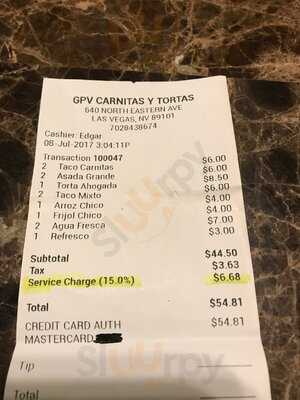 GPV CARNITAS Y TORTAS
640 NORTH EASTERN AVE
LAS VEGAS, NV 89101
7028438674
Cashier: Edgar
08-Jul-2017 3:04:11P
Transaction 100047
2 Taco Carnitas $6.00
2 Asada Grande $6.00
1 Torta Ahogada $8.50
2 Taco Mixto $6.00
1 Arroz Chico $4.00
1 Frijol Chico $4.00
2 Agua Fresca $7.00
1 Refresco $3.00
Subtotal $44.50
Tax $3.63
Service Charge (15.0%) $6.68
Total $54.81
CREDIT CARD AUTH $54.81
MASTERCARD
Tip
Total
sluurpy
sluurpy